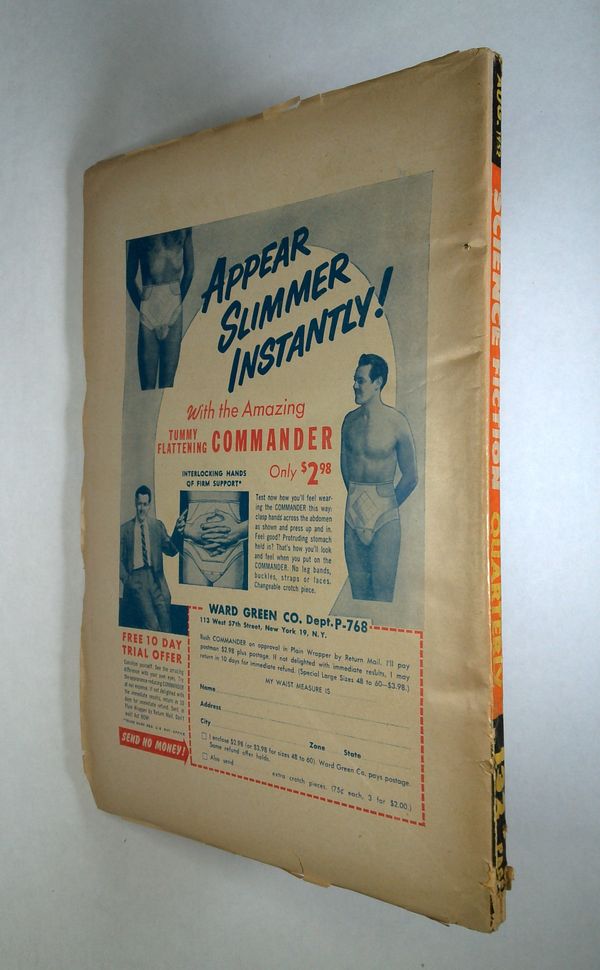 APPEAR
SLIMMER
INSTANTLY!
With the Amazing
TUMMY
FLATTENING COMMANDER
Only $2.98
INTERLOCKING HANDS
OF FIRM SUPPORT*
Test now how you'll feel wear-
ing the COMMANDER this way:
clasp hands across the abdomen
as shown and press up and in.
Feel good? Protruding stomach
held in? That's how you'll look
and feel when you put on the
COMMANDER. No leg bands,
buckles, straps or laces.
Changeable crotch piece.
FREE 10 DAY
TRIAL OFFER
SEND NO MONEY!
WARD GREEN CO. Dept. P-768
113 West 57th Street, New York 19, N. Y.
Rush COMMANDER on approval in Plain Wrapper by Return Mail. I'll pay
postman $2.98 plus postage. If not delighted with immediate results, I may
return in 10 days for immediate refund. (Special Large Sizes 48 to 60—$3.98.)
MY WAIST MEASURE IS
Name
Address
City
Zone State
I enclose $2.98 (or $3.98 for sizes 48 to 60). Ward Green Co. pays postage.
Same refund offer holds.
Also send extra crotch pieces. (75¢ each, 3 for $2.00.)
AUG. 1952
SCIENCE FICTION QUARTERLY